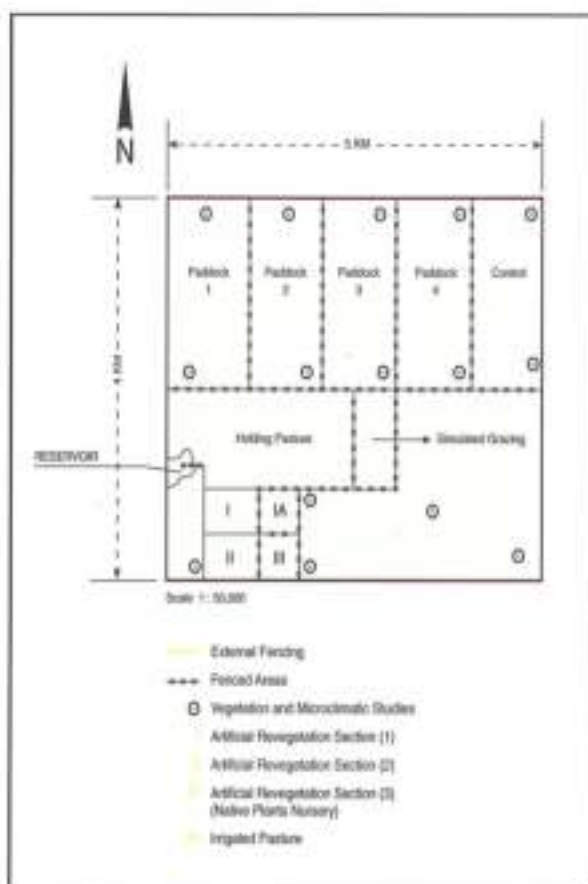 N
5 KM
4 KM
Paddock 1
Paddock 2
Paddock 3
Paddock 4
Control
Holding Pasture
Simulated Grazing
RESERVOIR
I
IA
II
III
Scale 1 : 50,000
External Fencing
Fenced Areas
Vegetation and Microclimatic Studies
Artificial Revegetation Section (1)
Artificial Revegetation Section (2)
Artificial Revegetation Section (3)
(Native Plants Nursery)
Irrigated Pasture